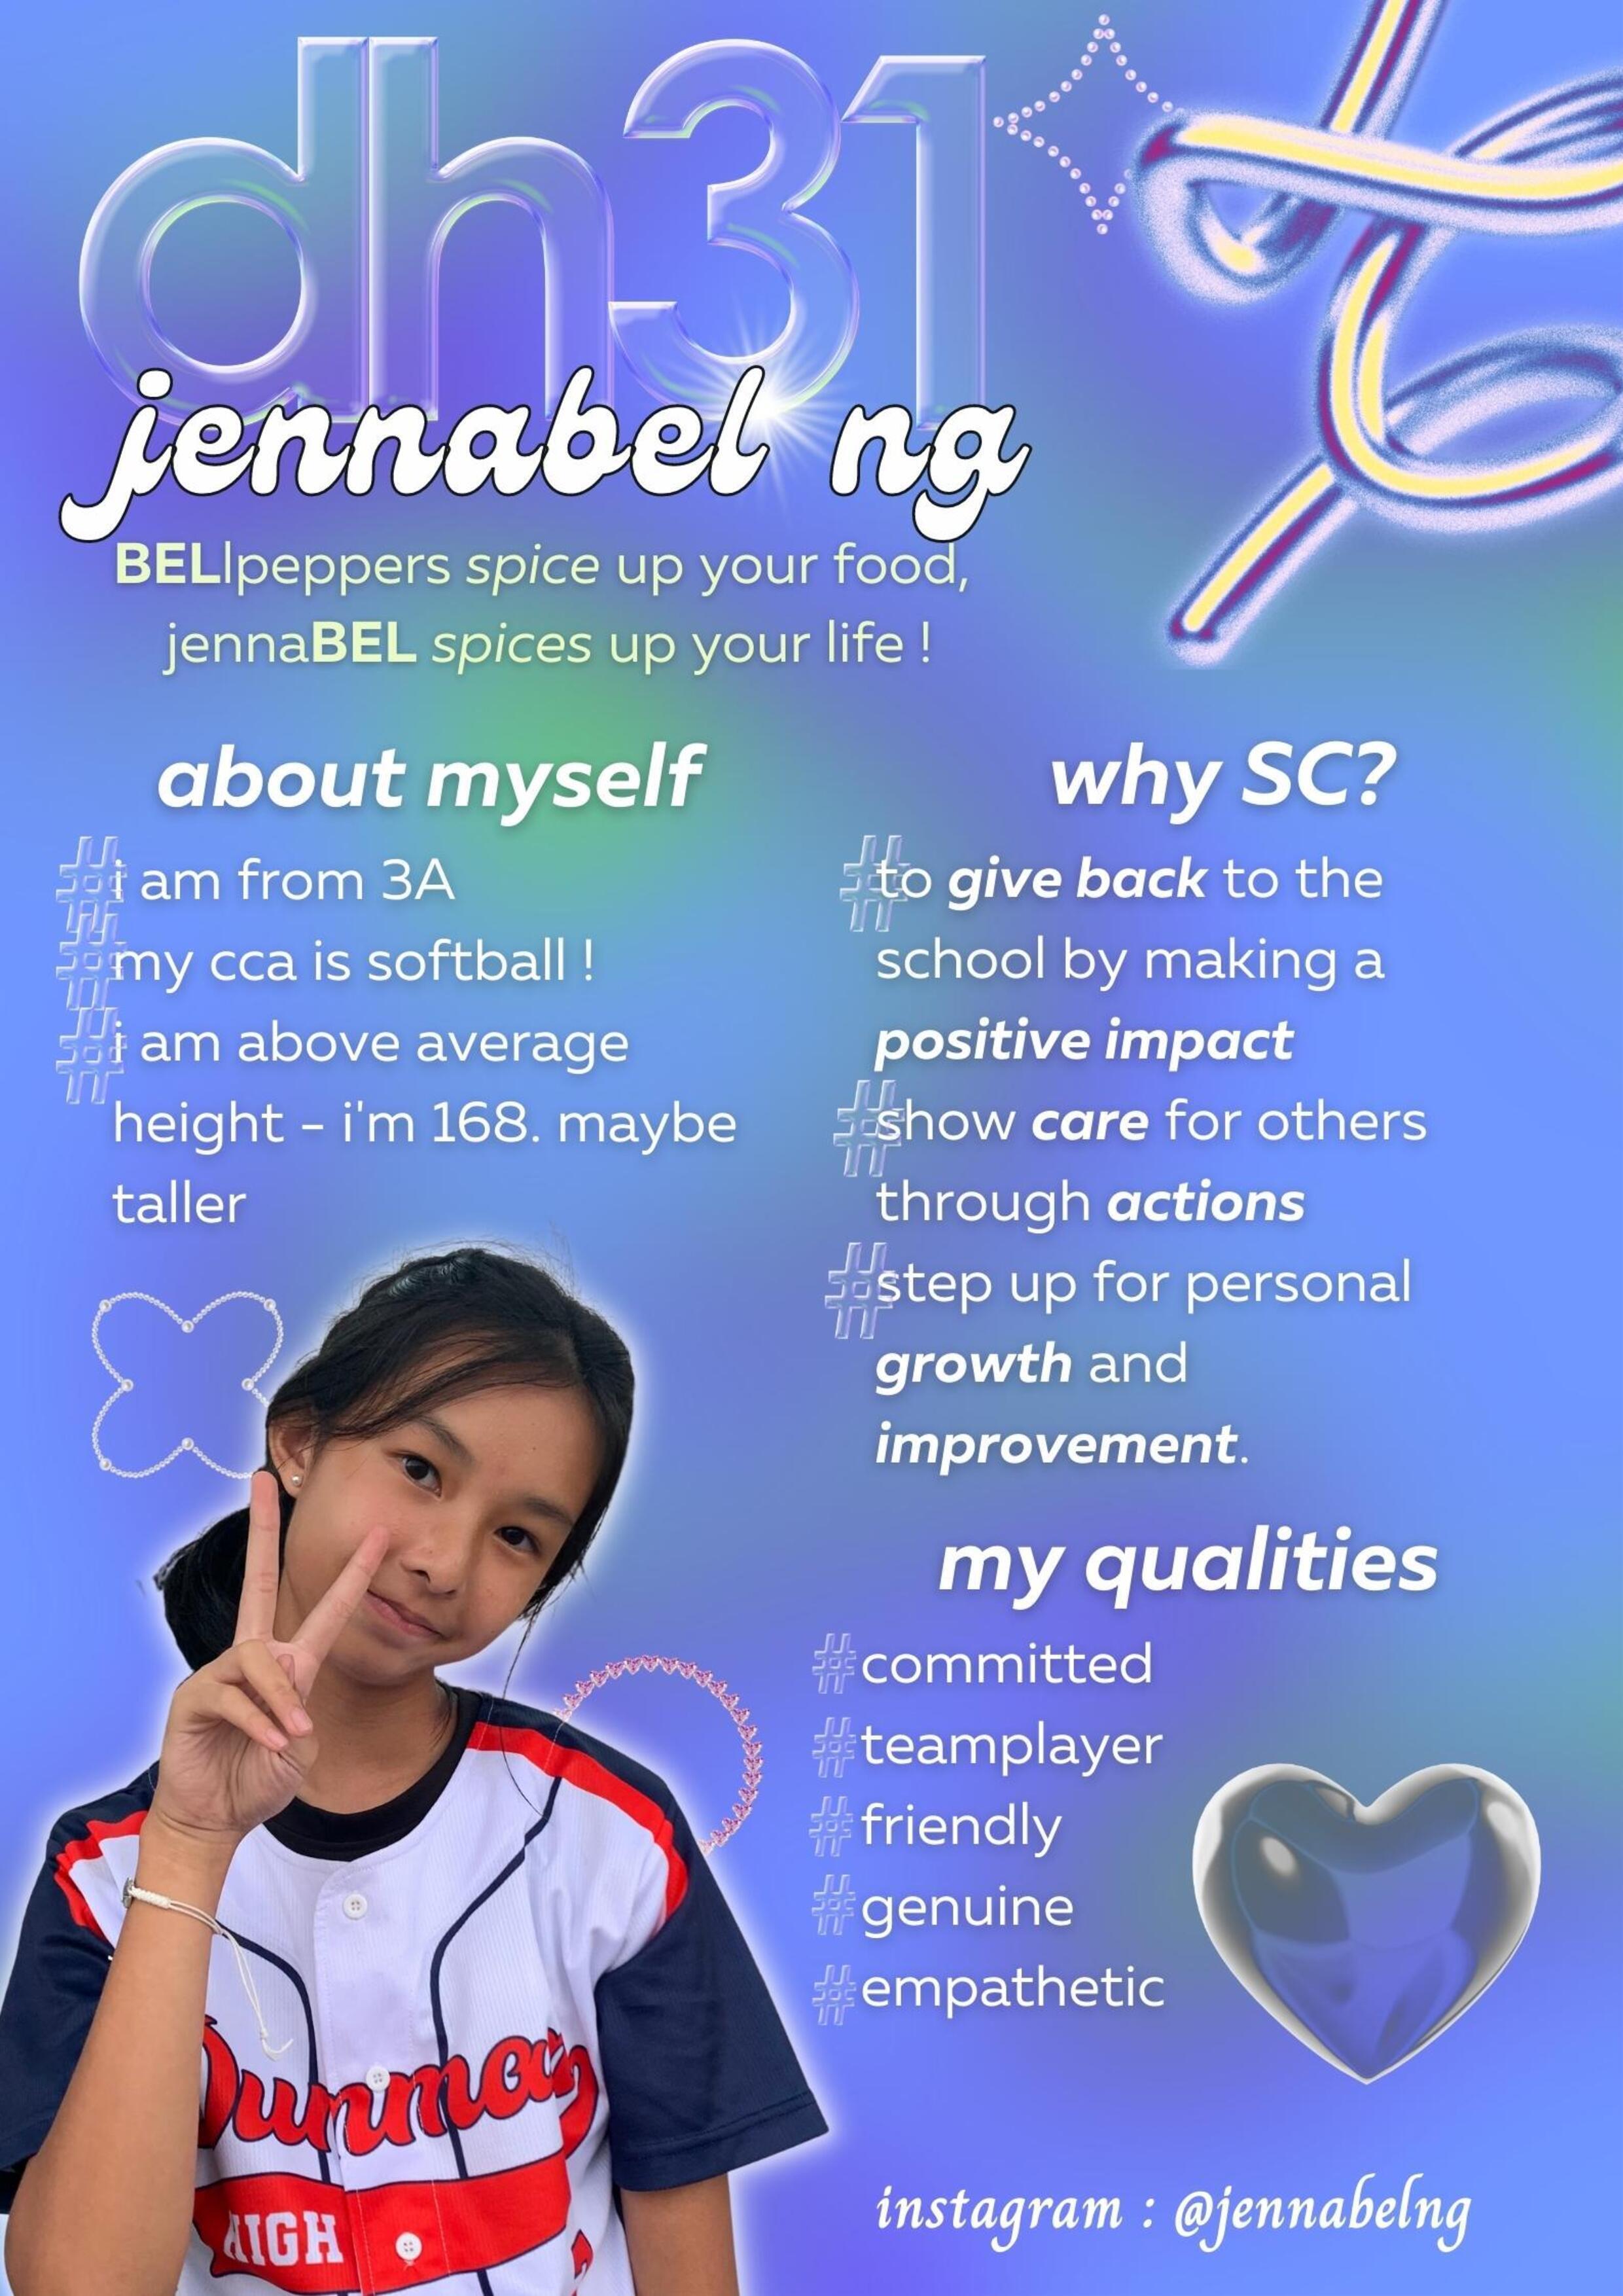 dh31
jennabel ng
BELlpeppers spice up your food,
jennaBEL spices up your life !
about myself
# i am from 3A
# my cca is softball !
# i am above average
height - i'm 168. maybe
taller
why SC?
# to give back to the
school by making a
positive impact
# show care for others
through actions
# step up for personal
growth and
improvement.
my qualities
# committed
# teamplayer
# friendly
# genuine
# empathetic
Dunman
HIGH
instagram : @jennabelng